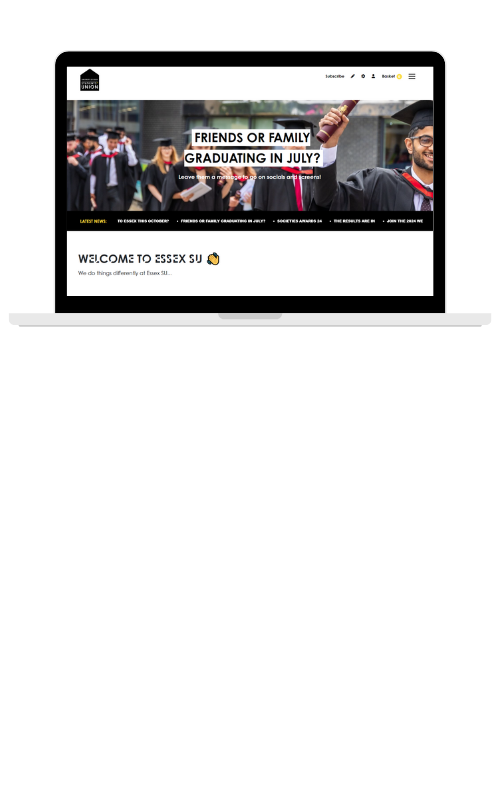 UNION
Subscribe
Basket
FRIENDS OR FAMILY
GRADUATING IN JULY?
Leave them a message to go on socials and screens!
LATEST NEWS: TO ESSEX THIS OCTOBER? • FRIENDS OR FAMILY GRADUATING IN JULY? • SOCIETIES AWARDS 24 • THE RESULTS ARE IN • JOIN THE 2024 WE
WELCOME TO ESSEX SU
We do things differently at Essex SU...